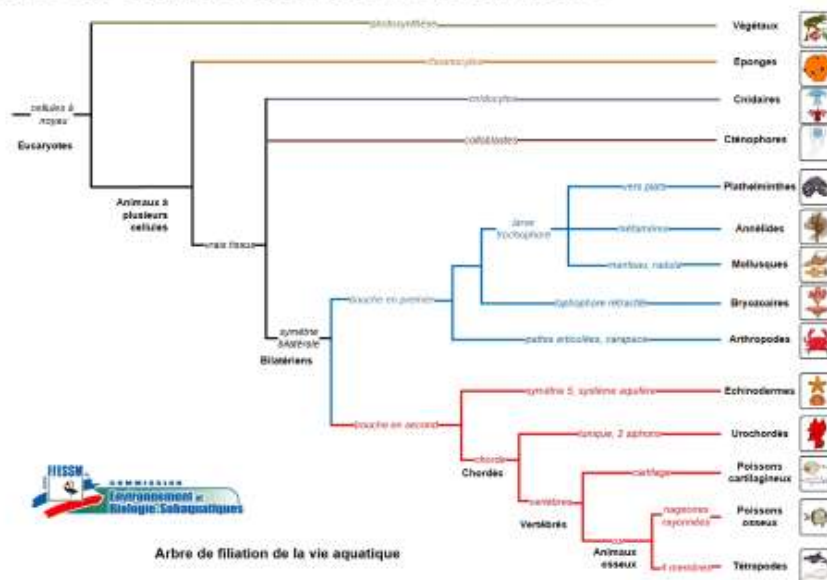 photosynthèse
Végétaux
choanocytes
Eponges
cellules à
noyau
Eucaryotes
cnidocytes
Cnidaires
colloblastes
Cténophores
Animaux à
plusieurs
cellules
vers plats
Plathelminthes
larve
trochophore
métamères
Annélides
vrais tissus
manteau, radula
Mollusques
bouche en premier
lophophore rétractile
Bryozoaires
symétrie
bilatérale
Bilatériens
pattes articulées, carapace
Arthropodes
symétrie 5, système aquifère
Echinodermes
bouche en second
tunique, 2 siphons
Urochordés
chorde
Chordés
cartilage
Poissons
cartilagineux
vertèbres
Vertébrés
nageoires
rayonnées
Poissons
osseux
os
Animaux
osseux
4 membres
Tétrapodes
FFESSM
COMMISSION
Environnement et
Biologie Subaquatiques
Arbre de filiation de la vie aquatique